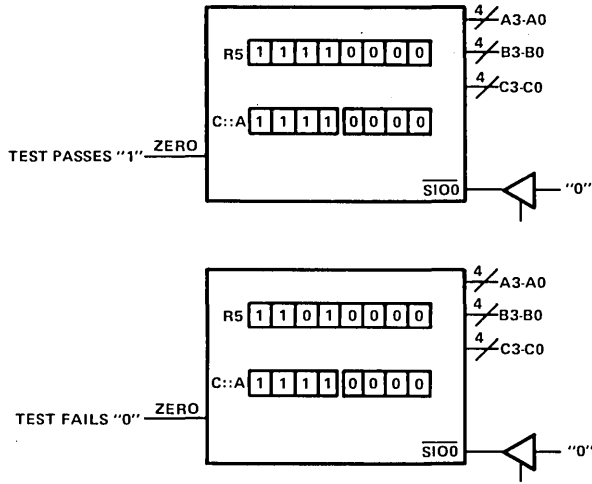 4 A3-A0
R5 1 1 1 1 0 0 0 0
4 B3-B0
4 C3-C0
C::A 1 1 1 1 0 0 0 0
TEST PASSES "1" ZERO
SIO0 "0"
4 A3-A0
R5 1 1 0 1 0 0 0 0
4 B3-B0
4 C3-C0
C::A 1 1 1 1 0 0 0 0
TEST FAILS "0" ZERO
SIO0 "0"